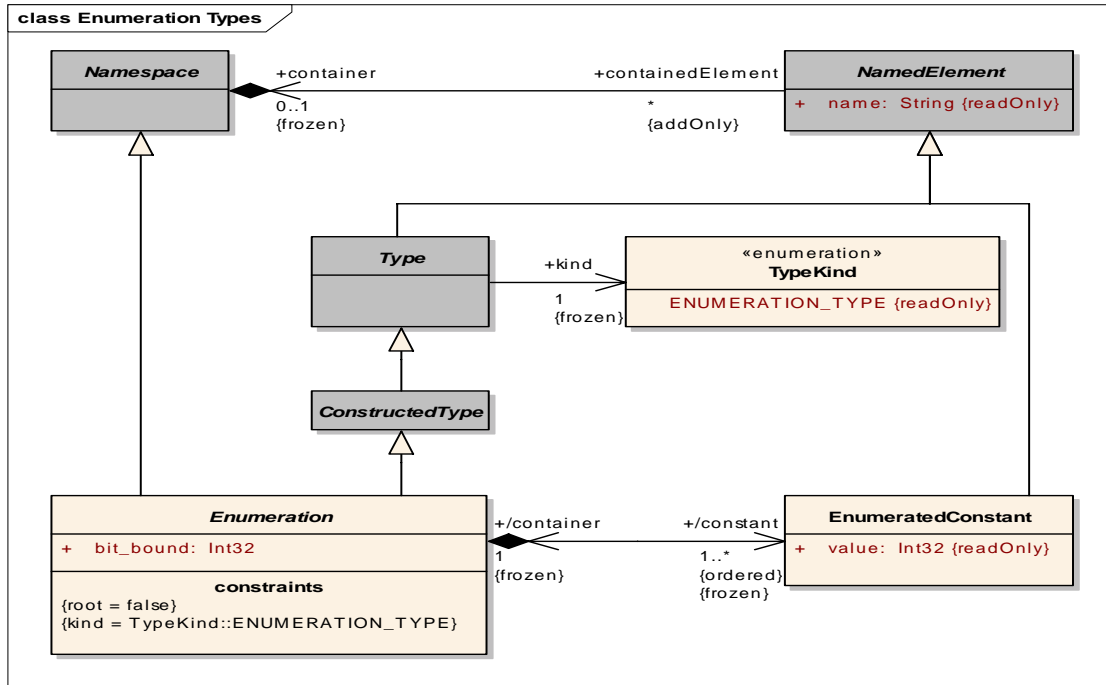 class Enumeration Types
Namespace
+container
0..1
{frozen}
+containedElement
*
{addOnly}
NamedElement
+ name: String {readOnly}
Type
+kind
1
{frozen}
«enumeration»
TypeKind
ENUMERATION_TYPE {readOnly}
ConstructedType
Enumeration
+ bit_bound: Int32
constraints
{root = false}
{kind = TypeKind::ENUMERATION_TYPE}
+/container
1
{frozen}
+/constant
1..*
{ordered}
{frozen}
EnumeratedConstant
+ value: Int32 {readOnly}